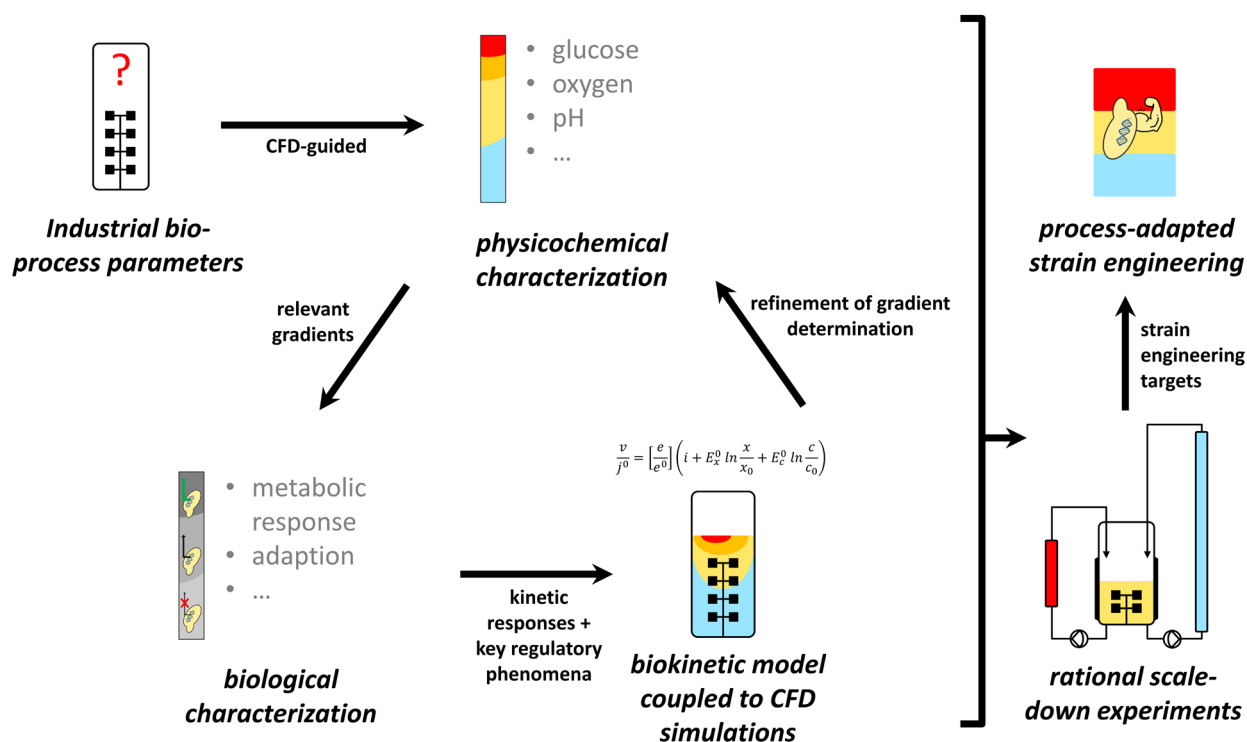 ?
Industrial bio-
process parameters
CFD-guided
• glucose
• oxygen
• pH
• ...
physicochemical
characterization
relevant
gradients
refinement of gradient
determination
• metabolic
response
• adaption
• ...
biological
characterization
kinetic
responses +
key regulatory
phenomena
v/j⁰ = [e/e⁰] (i + Eₓ⁰ ln x/x₀ + E꜀⁰ ln c/c₀)
biokinetic model
coupled to CFD
simulations
process-adapted
strain engineering
strain
engineering
targets
rational scale-
down experiments